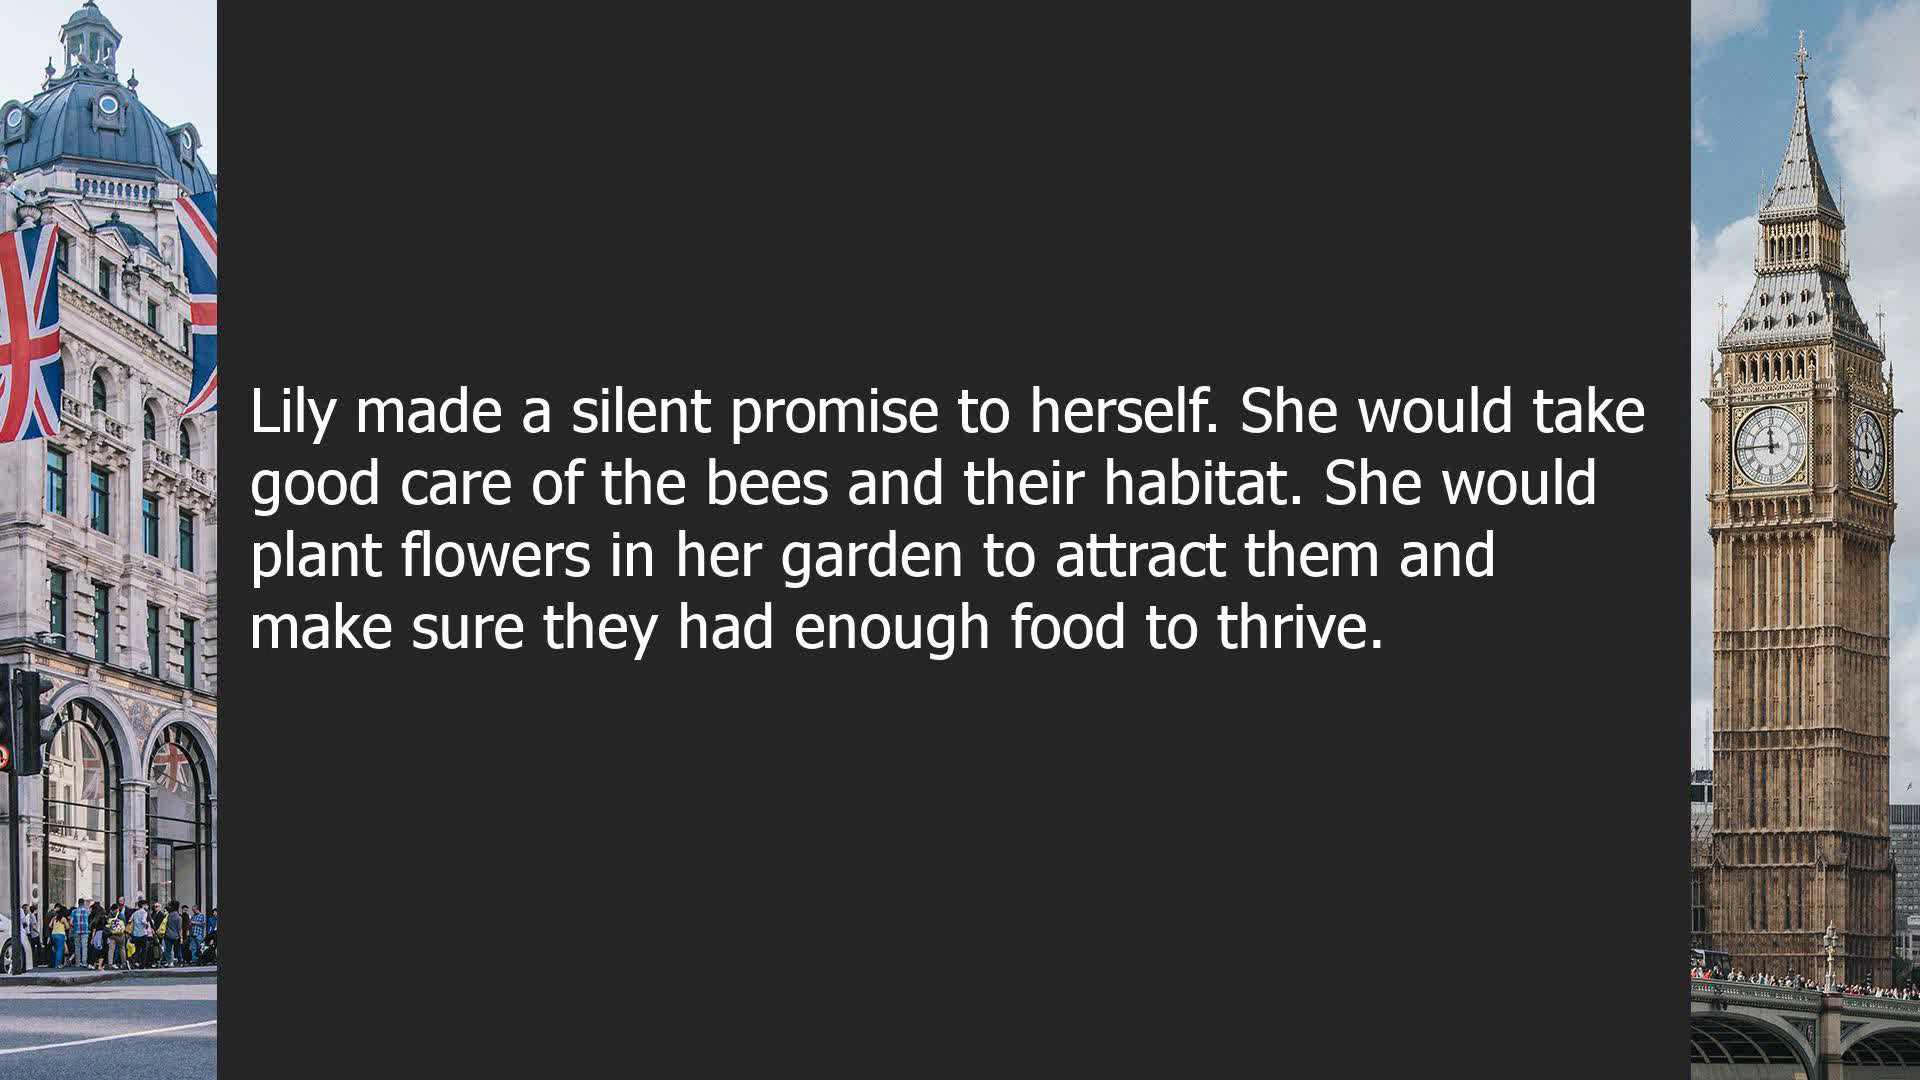 Lily made a silent promise to herself. She would take
good care of the bees and their habitat. She would
plant flowers in her garden to attract them and
make sure they had enough food to thrive.